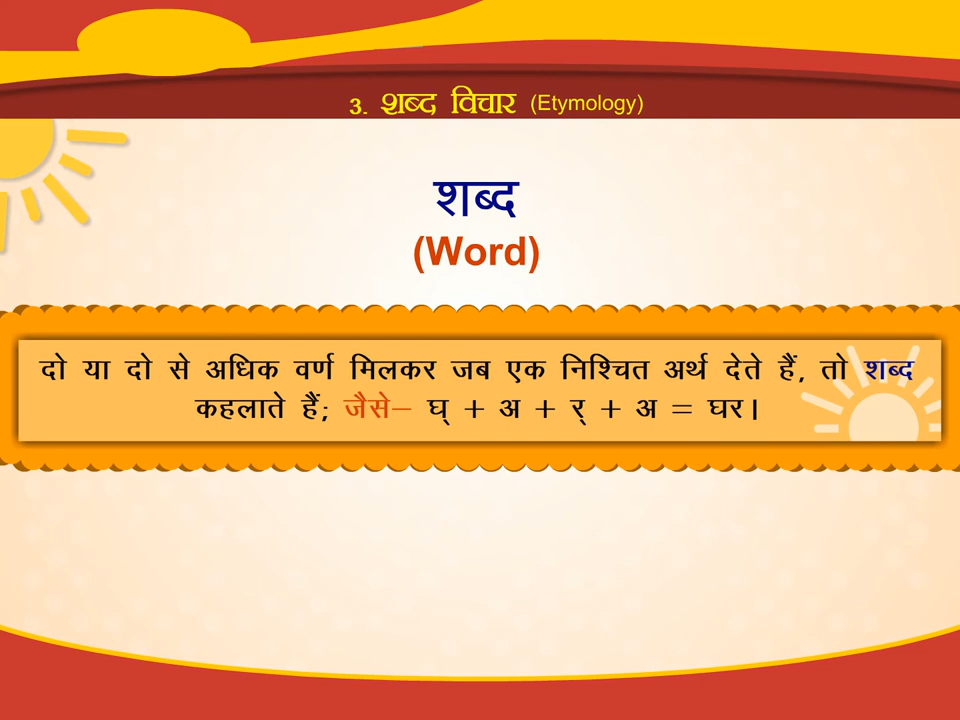 3. शब्द विचार (Etymology)
शब्द
(Word)
दो या दो से अधिक वर्ण मिलकर जब एक निश्चित अर्थ देते हैं, तो शब्द
कहलाते हैं; जैसे– घ् + अ + र् + अ = घर।